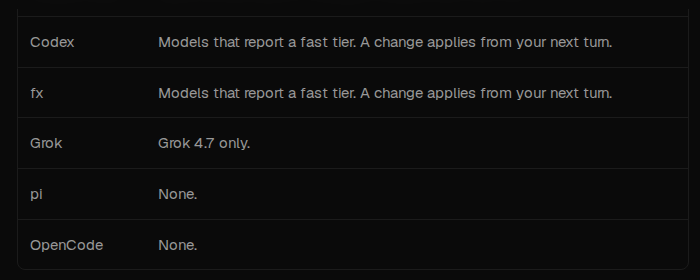 Codex Models that report a fast tier. A change applies from your next turn.
fx Models that report a fast tier. A change applies from your next turn.
Grok Grok 4.7 only.
pi None.
OpenCode None.